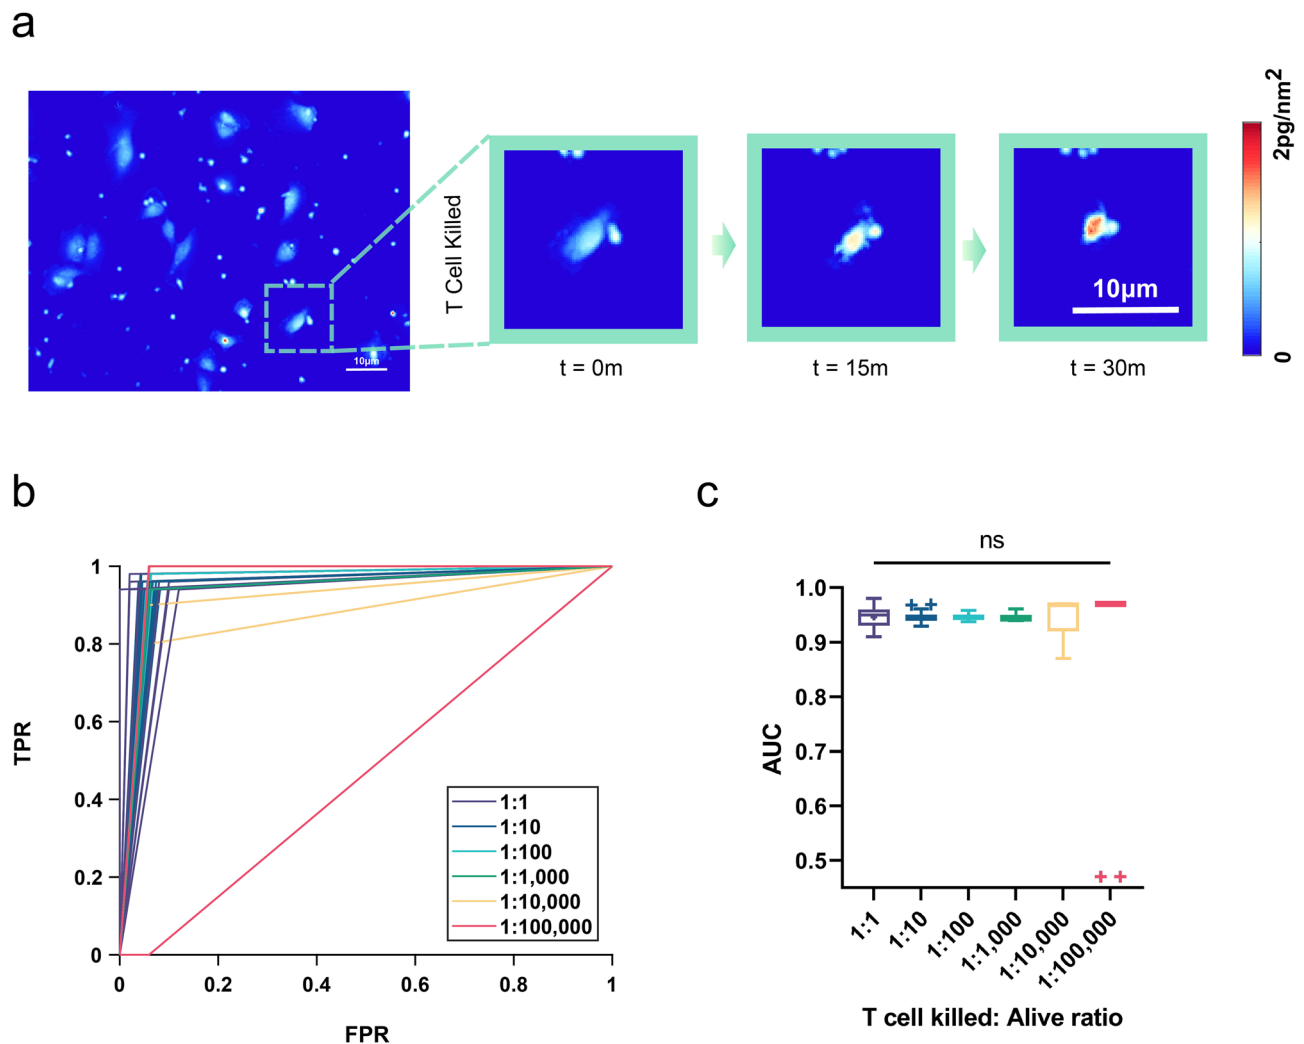 a
T Cell Killed
10μm
10μm
t = 0m
t = 15m
t = 30m
2pg/nm²
0
b
1
0.8
0.6
0.4
0.2
0
TPR
0
0.2
0.4
0.6
0.8
1
FPR
1:1
1:10
1:100
1:1,000
1:10,000
1:100,000
c
ns
1.0
0.9
0.8
0.7
0.6
0.5
AUC
1:1
1:10
1:100
1:1,000
1:10,000
1:100,000
T cell killed: Alive ratio